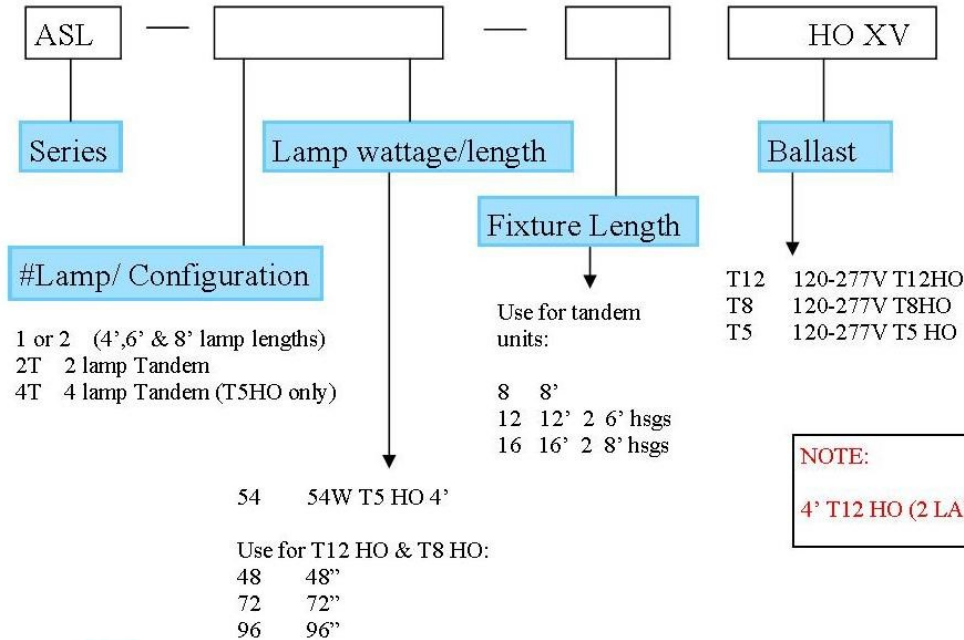 ASL — — HO XV
Series
Lamp wattage/length
Ballast
Fixture Length
#Lamp/ Configuration
1 or 2 (4',6' & 8' lamp lengths)
2T 2 lamp Tandem
4T 4 lamp Tandem (T5HO only)
Use for tandem
units:
8 8'
12 12' 2 6' hsgs
16 16' 2 8' hsgs
T12 120-277V T12HO
T8 120-277V T8HO
T5 120-277V T5 HO
NOTE:
4' T12 HO (2 LA
54 54W T5 HO 4'
Use for T12 HO & T8 HO:
48 48”
72 72”
96 96”